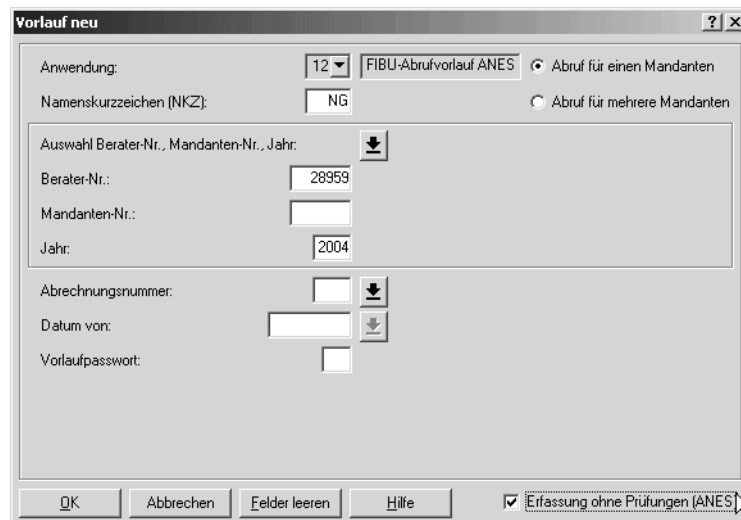 Vorlauf neu
Anwendung: 12 FIBU-Abrufvorlauf ANES Abruf für einen Mandanten
Namenskurzzeichen (NKZ): NG Abruf für mehrere Mandanten
Auswahl Berater-Nr., Mandanten-Nr., Jahr:
Berater-Nr.: 28959
Mandanten-Nr.:
Jahr: 2004
Abrechnungsnummer:
Datum von:
Vorlaufpasswort:
OK Abbrechen Felder leeren Hilfe Erfassung ohne Prüfungen (ANES)